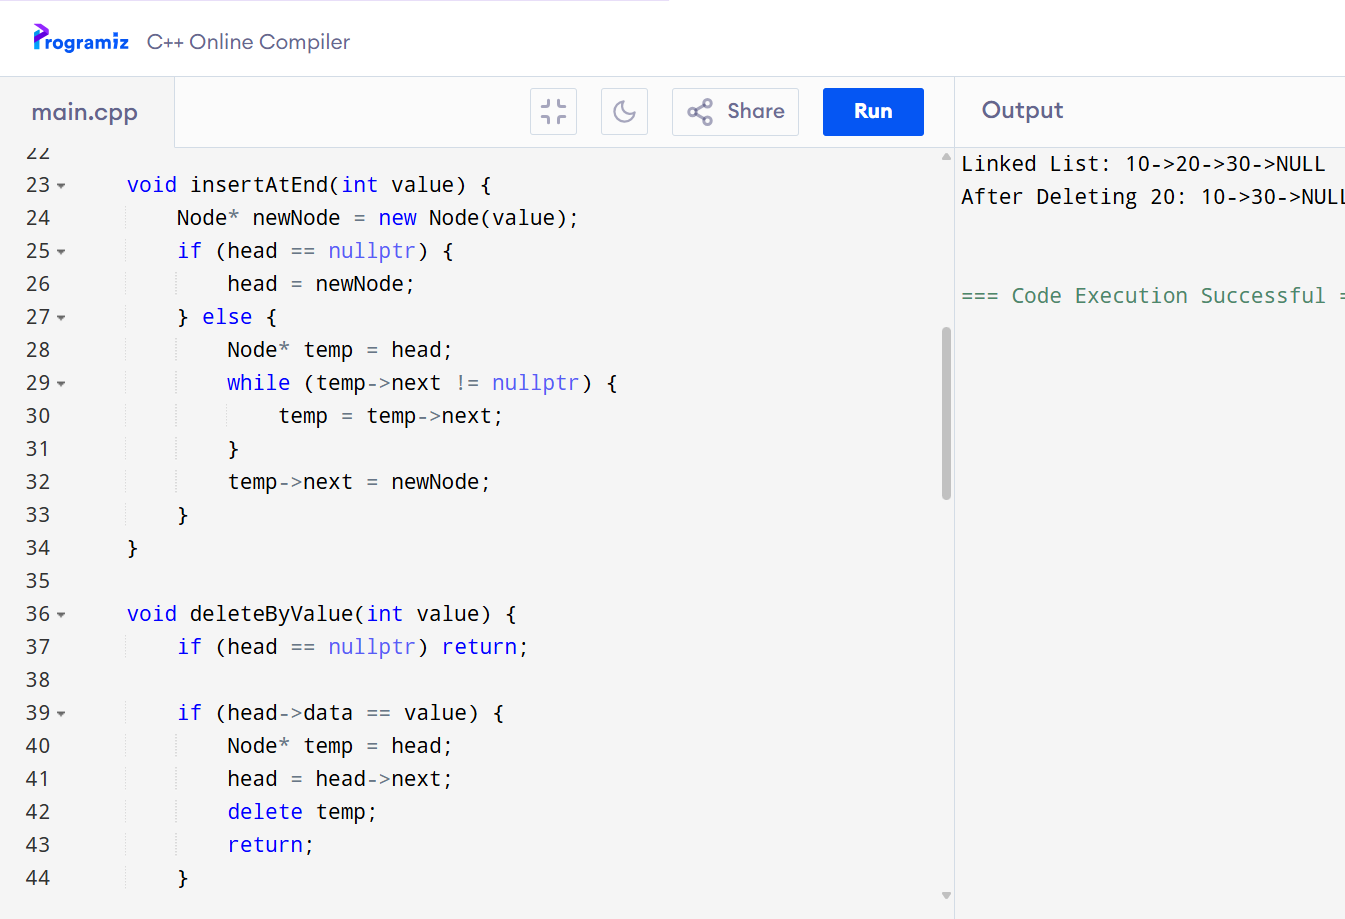 Programiz C++ Online Compiler
main.cpp Share Run Output
22
23 void insertAtEnd(int value) {
24 Node* newNode = new Node(value);
25 if (head == nullptr) {
26 head = newNode;
27 } else {
28 Node* temp = head;
29 while (temp->next != nullptr) {
30 temp = temp->next;
31 }
32 temp->next = newNode;
33 }
34 }
35
36 void deleteByValue(int value) {
37 if (head == nullptr) return;
38
39 if (head->data == value) {
40 Node* temp = head;
41 head = head->next;
42 delete temp;
43 return;
44 }
Linked List: 10->20->30->NULL
After Deleting 20: 10->30->NULL
=== Code Execution Successful =